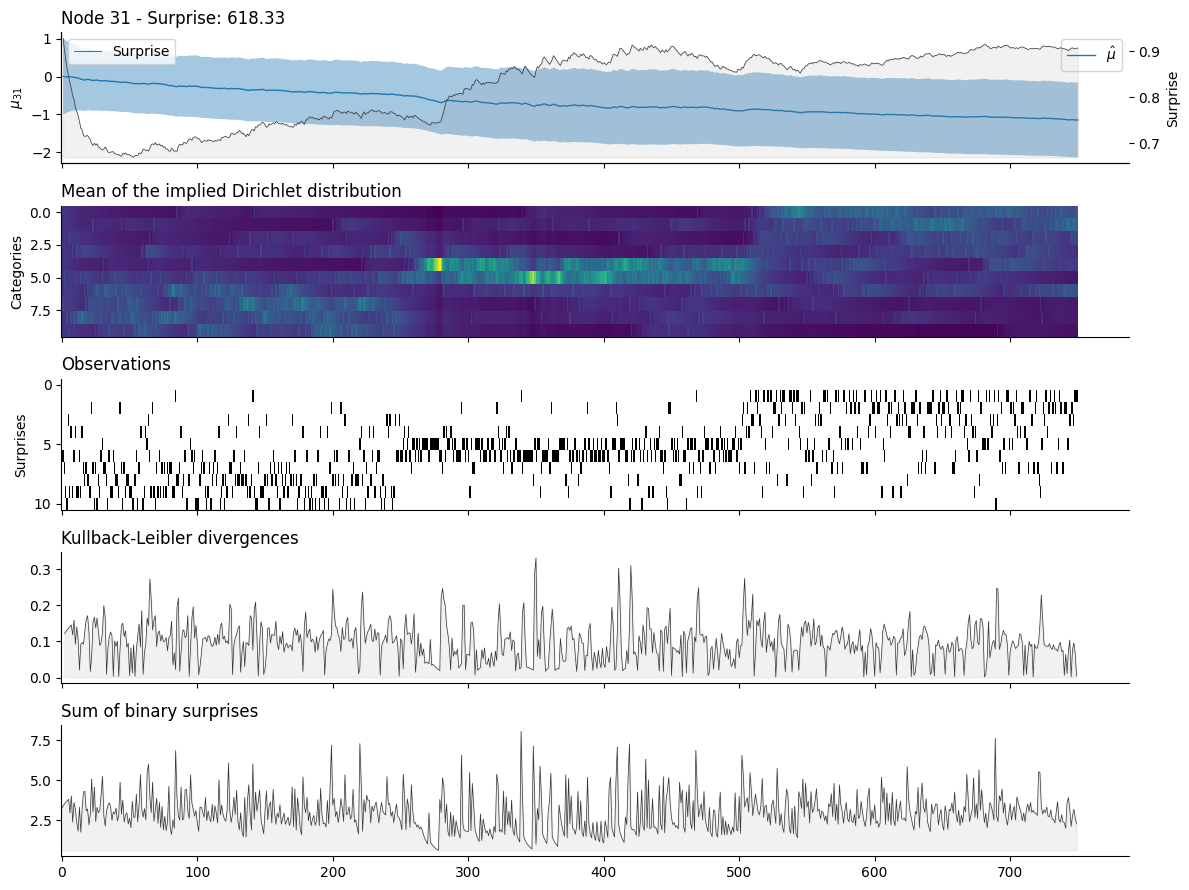 Node 31 - Surprise: 618.33
1
0
−1
−2
μ31
Surprise
μ̂
0.9
0.8
0.7
Surprise
Mean of the implied Dirichlet distribution
0.0
2.5
5.0
7.5
Categories
Observations
0
5
10
Surprises
Kullback-Leibler divergences
0.3
0.2
0.1
0.0
Sum of binary surprises
7.5
5.0
2.5
0 100 200 300 400 500 600 700